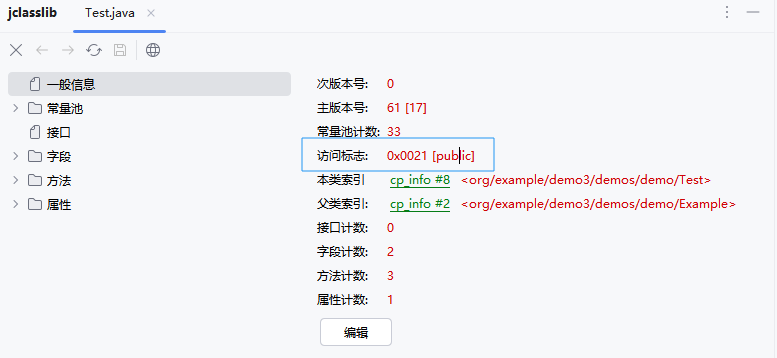 jclasslib
Test.java
一般信息
常量池
接口
字段
方法
属性
次版本号: 0
主版本号: 61 [17]
常量池计数: 33
访问标志: 0x0021 [public]
本类索引 cp_info #8 <org/example/demo3/demos/demo/Test>
父类索引: cp_info #2 <org/example/demo3/demos/demo/Example>
接口计数: 0
字段计数: 2
方法计数: 3
属性计数: 1
编辑